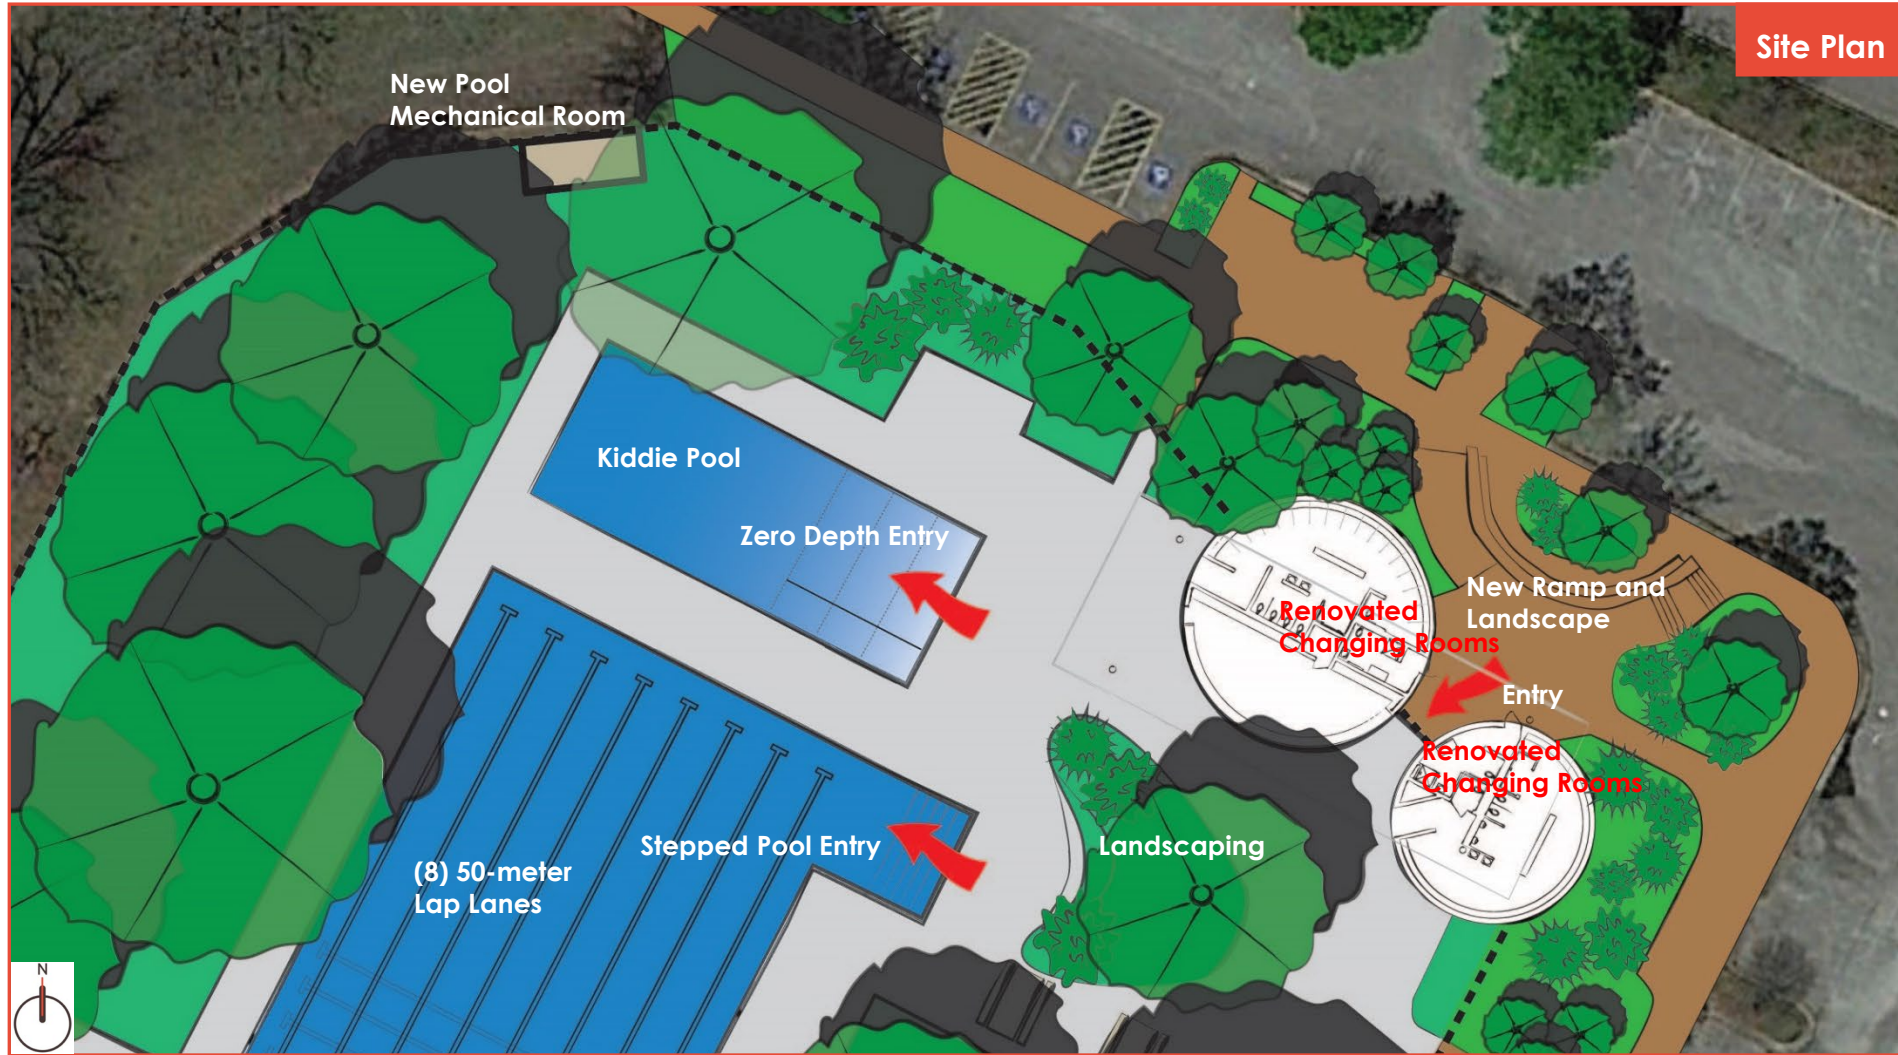 Site Plan
New Pool
Mechanical Room
Kiddie Pool
Zero Depth Entry
Renovated
Changing Rooms
New Ramp and
Landscape
Entry
Renovated
Changing Rooms
Stepped Pool Entry
Landscaping
(8) 50-meter
Lap Lanes
N